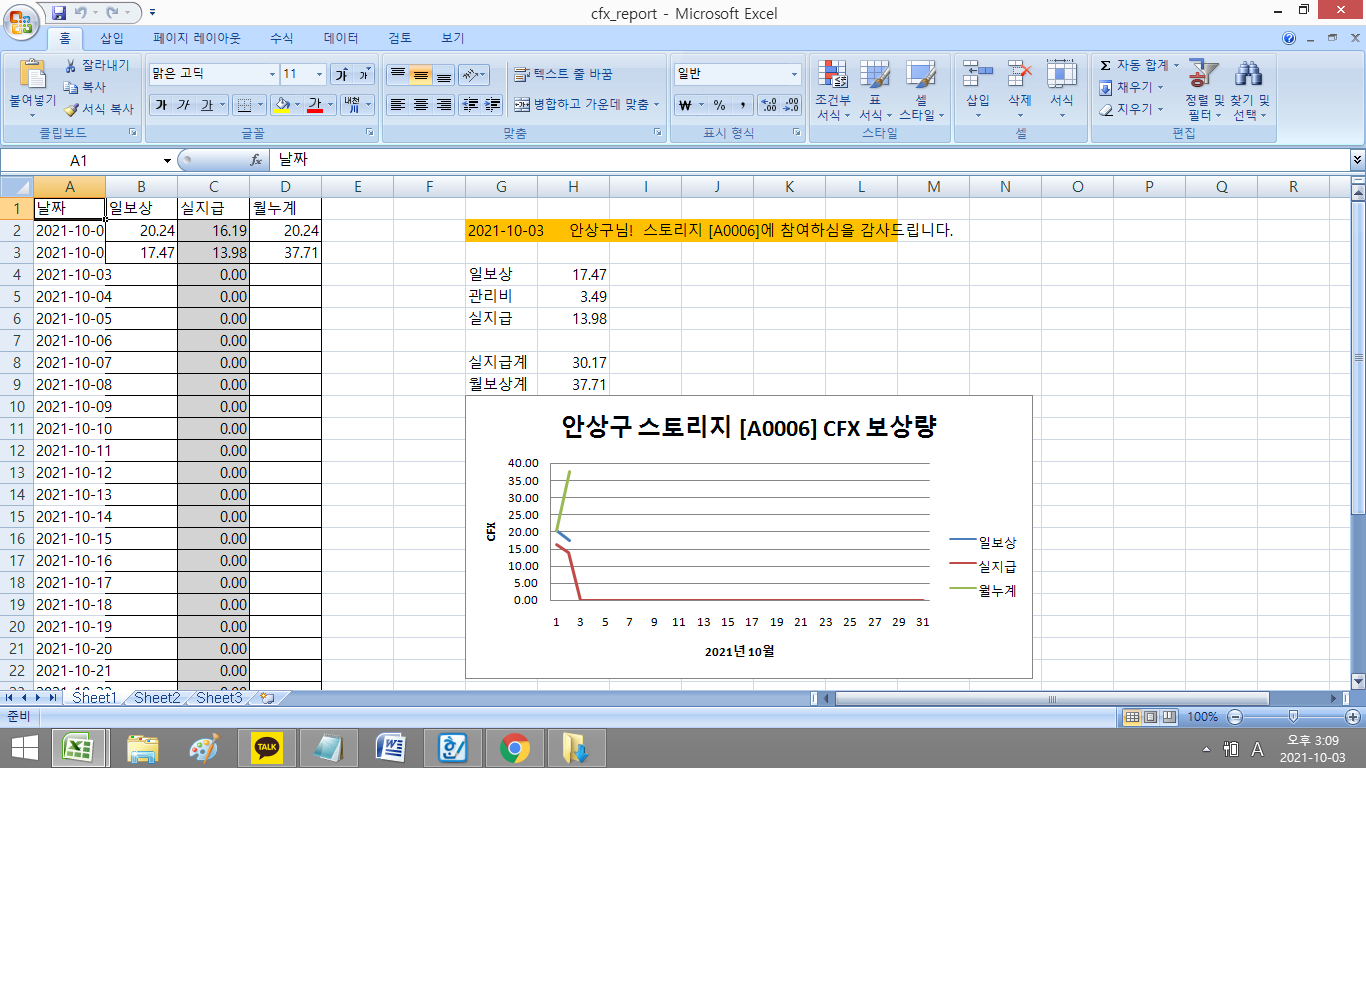 cfx_report - Microsoft Excel
홈 삽입 페이지 레이아웃 수식 데이터 검토 보기
붙여넣기 잘라내기 복사 서식 복사 클립보드
맑은 고딕 11 가 가 가 가 가 가 내천 글꼴
텍스트 줄 바꿈 병합하고 가운데 맞춤 맞춤
일반 ₩ % , 표시 형식
조건부 서식 표 서식 셀 스타일 스타일
삽입 삭제 서식 셀
Σ 자동 합계 채우기 지우기 정렬 및 필터 찾기 및 선택 편집
A1 fx 날짜
A B C D E F G H I J K L M N O P Q R
1 날짜 일보상 실지급 월누계
2 2021-10-0 20.24 16.19 20.24 2021-10-03 안상구님! 스토리지 [A0006]에 참여하심을 감사드립니다.
3 2021-10-0 17.47 13.98 37.71
4 2021-10-03 0.00 일보상 17.47
5 2021-10-04 0.00 관리비 3.49
6 2021-10-05 0.00 실지급 13.98
7 2021-10-06 0.00
8 2021-10-07 0.00 실지급계 30.17
9 2021-10-08 0.00 월보상계 37.71
10 2021-10-09 0.00
11 2021-10-10 0.00
12 2021-10-11 0.00
13 2021-10-12 0.00
14 2021-10-13 0.00
15 2021-10-14 0.00
16 2021-10-15 0.00
17 2021-10-16 0.00
18 2021-10-17 0.00
19 2021-10-18 0.00
20 2021-10-19 0.00
21 2021-10-20 0.00
22 2021-10-21 0.00
안상구 스토리지 [A0006] CFX 보상량
40.00
35.00
30.00
25.00
20.00
15.00
10.00
5.00
0.00
CFX
일보상
실지급
월누계
1 3 5 7 9 11 13 15 17 19 21 23 25 27 29 31
2021년 10월
Sheet1 Sheet2 Sheet3
준비 100%
TALK
A
오후 3:09
2021-10-03